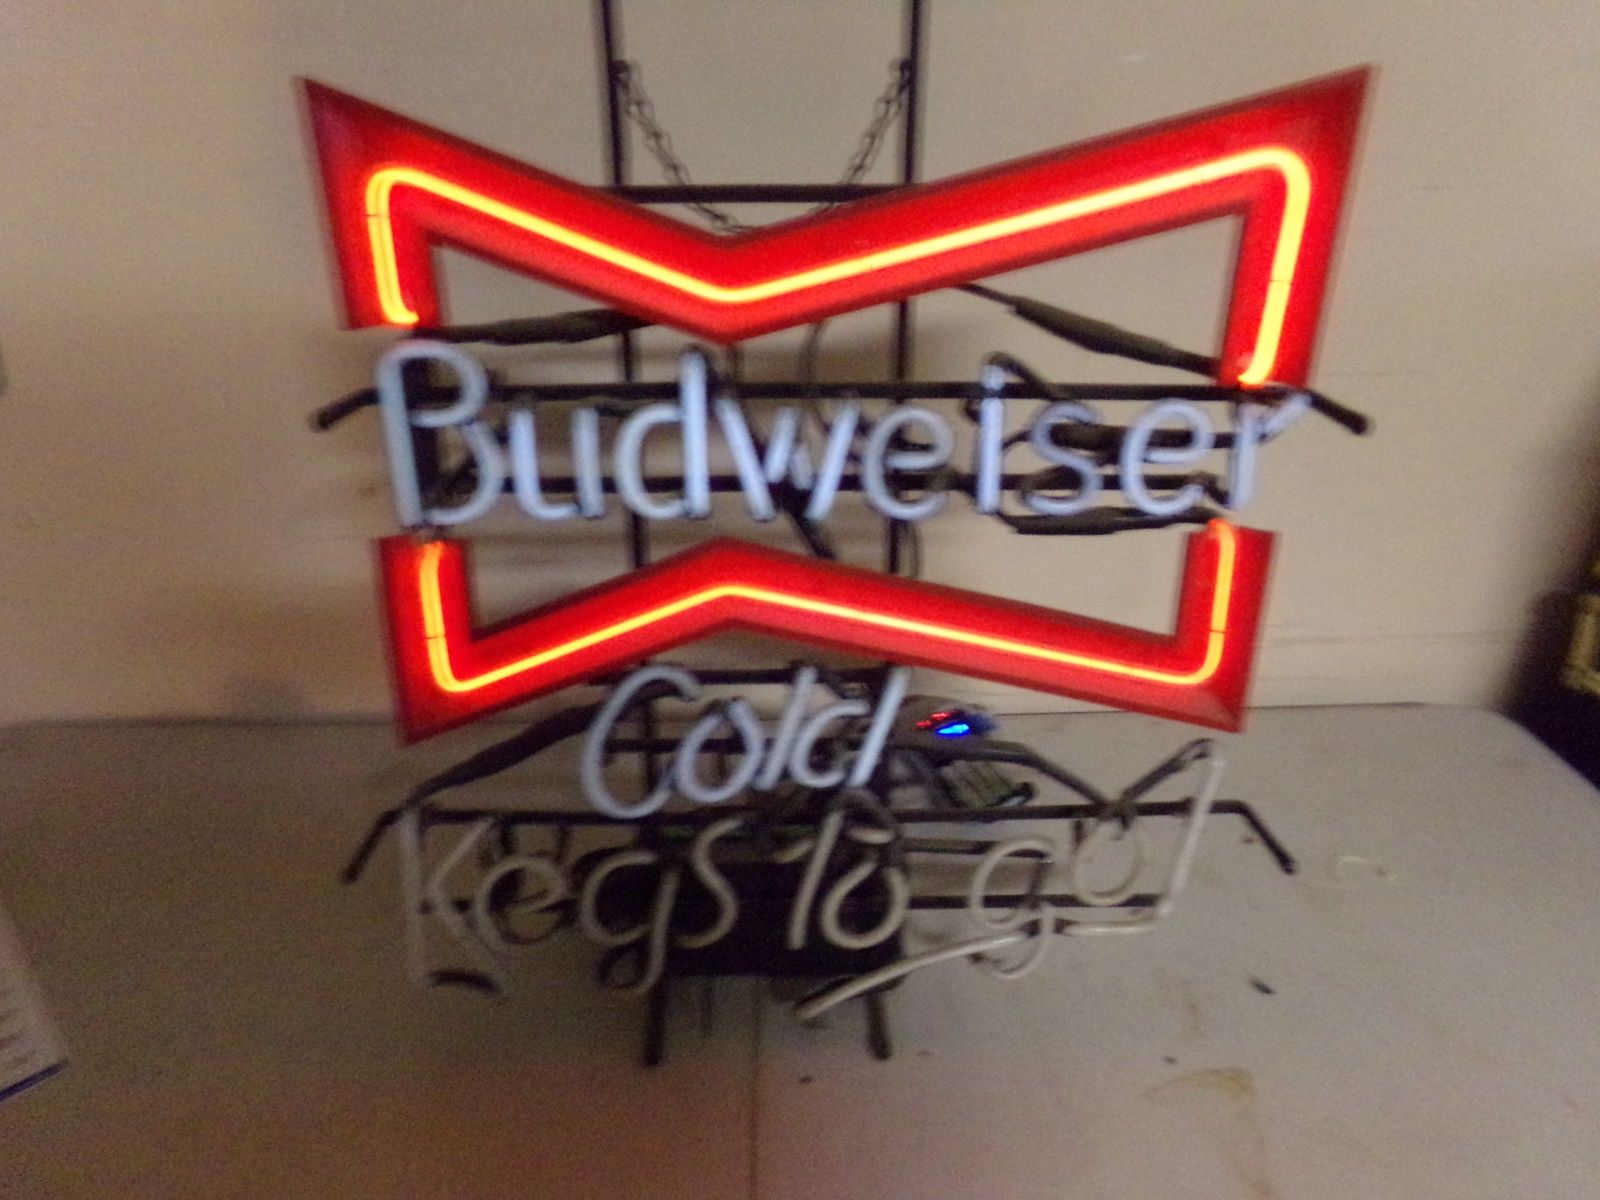 Budweiser
Cold
Kegs to go!